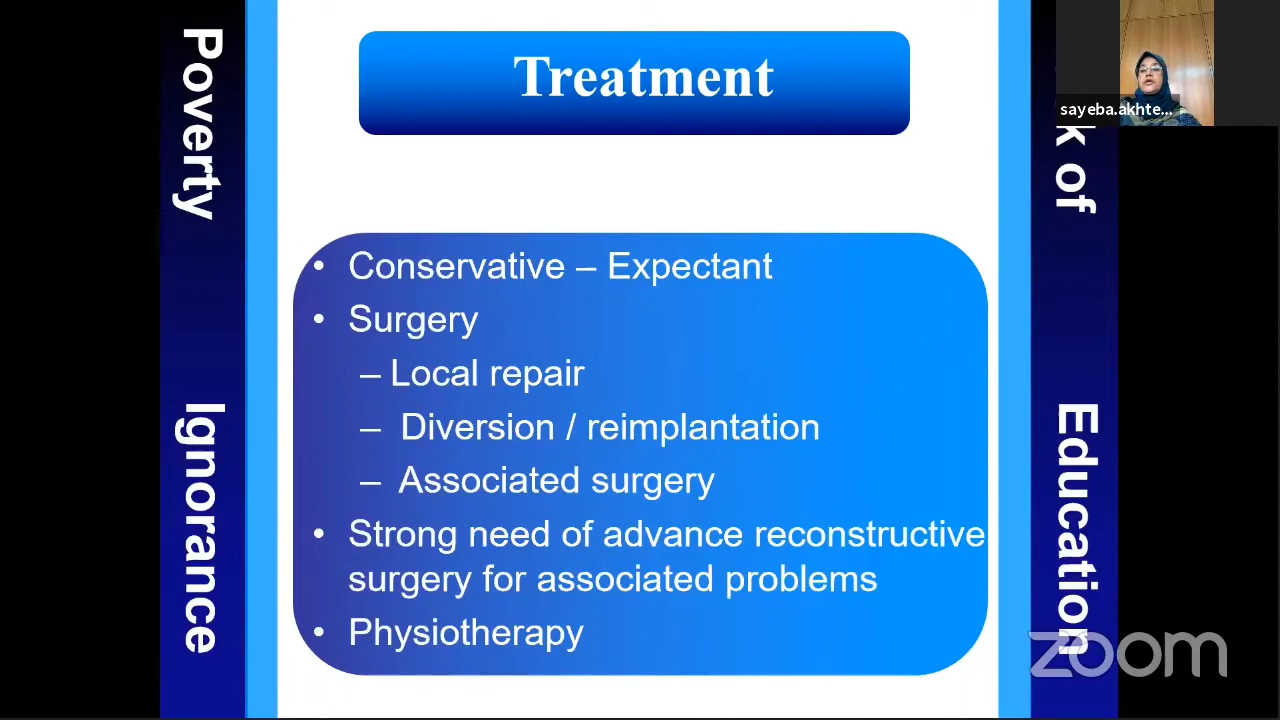 Treatment
sayeba.akhte...
Poverty
Ignorance
k of
Education
• Conservative – Expectant
• Surgery
– Local repair
– Diversion / reimplantation
– Associated surgery
• Strong need of advance reconstructive
surgery for associated problems
• Physiotherapy
zoom